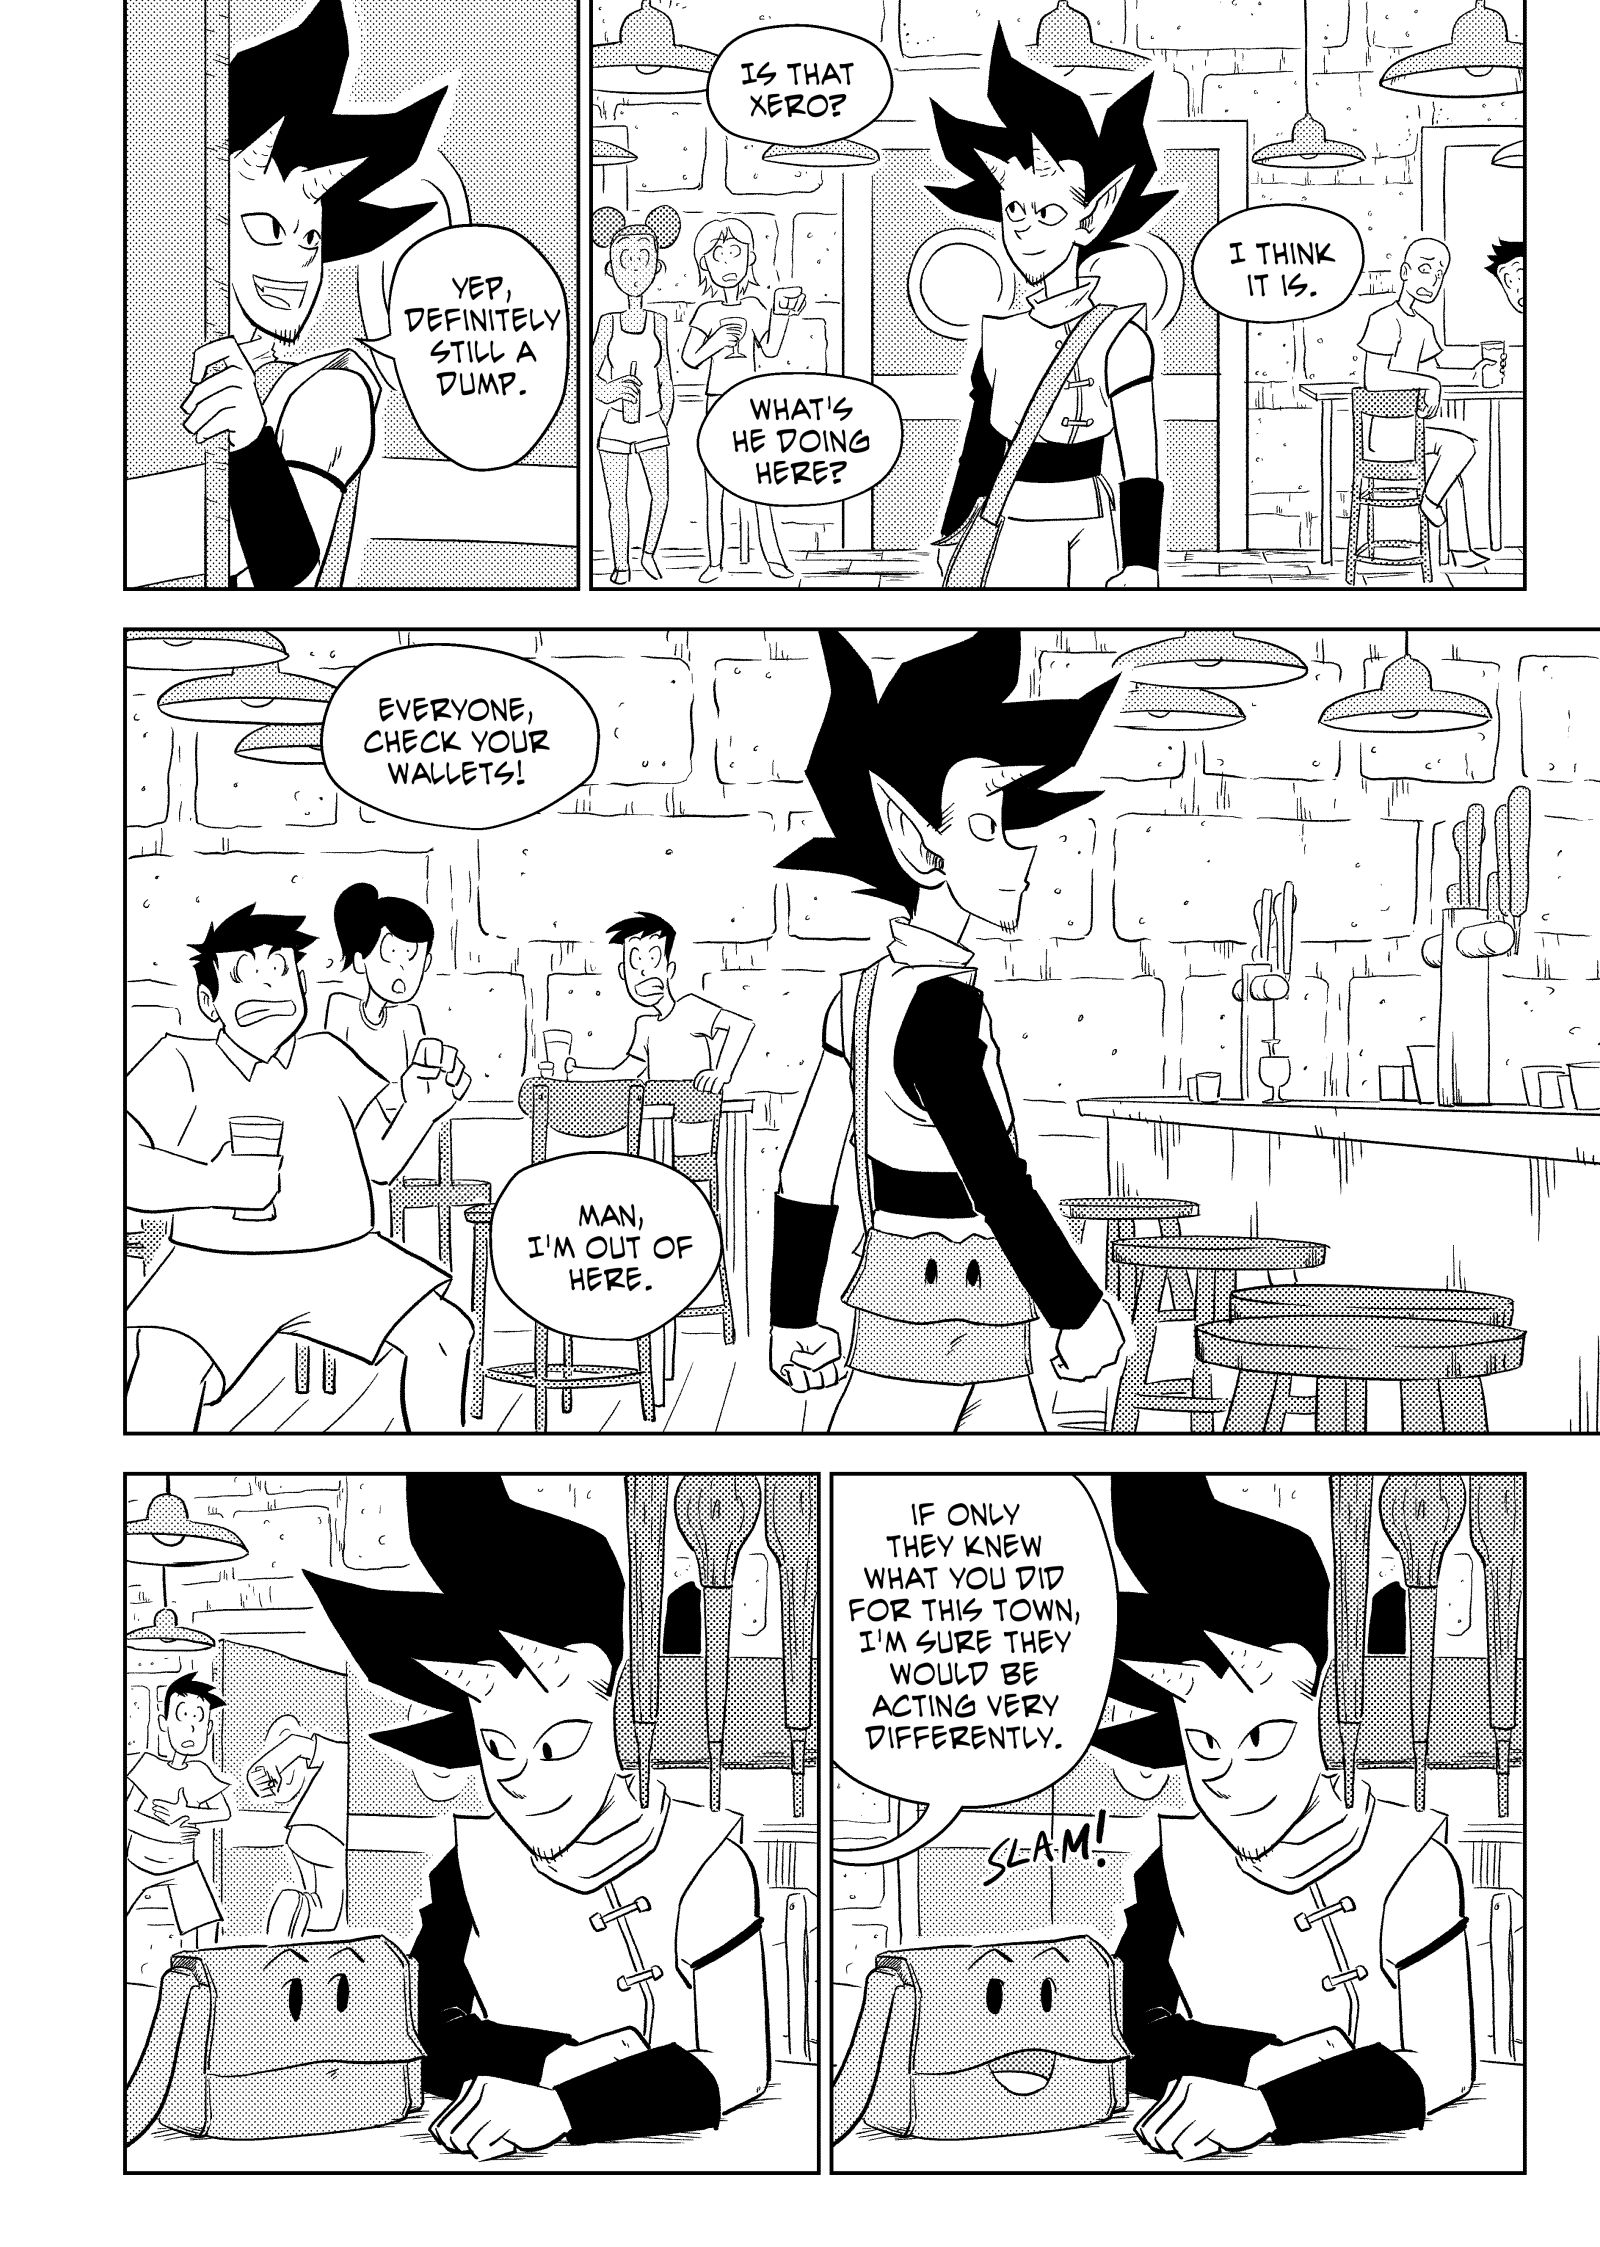 YEP,
DEFINITELY
STILL A
DUMP.
IS THAT
XERO?
I THINK
IT IS.
WHAT'S
HE DOING
HERE?
EVERYONE,
CHECK YOUR
WALLETS!
MAN,
I'M OUT OF
HERE.
IF ONLY
THEY KNEW
WHAT YOU DID
FOR THIS TOWN,
I'M SURE THEY
WOULD BE
ACTING VERY
DIFFERENTLY.
SLAM!